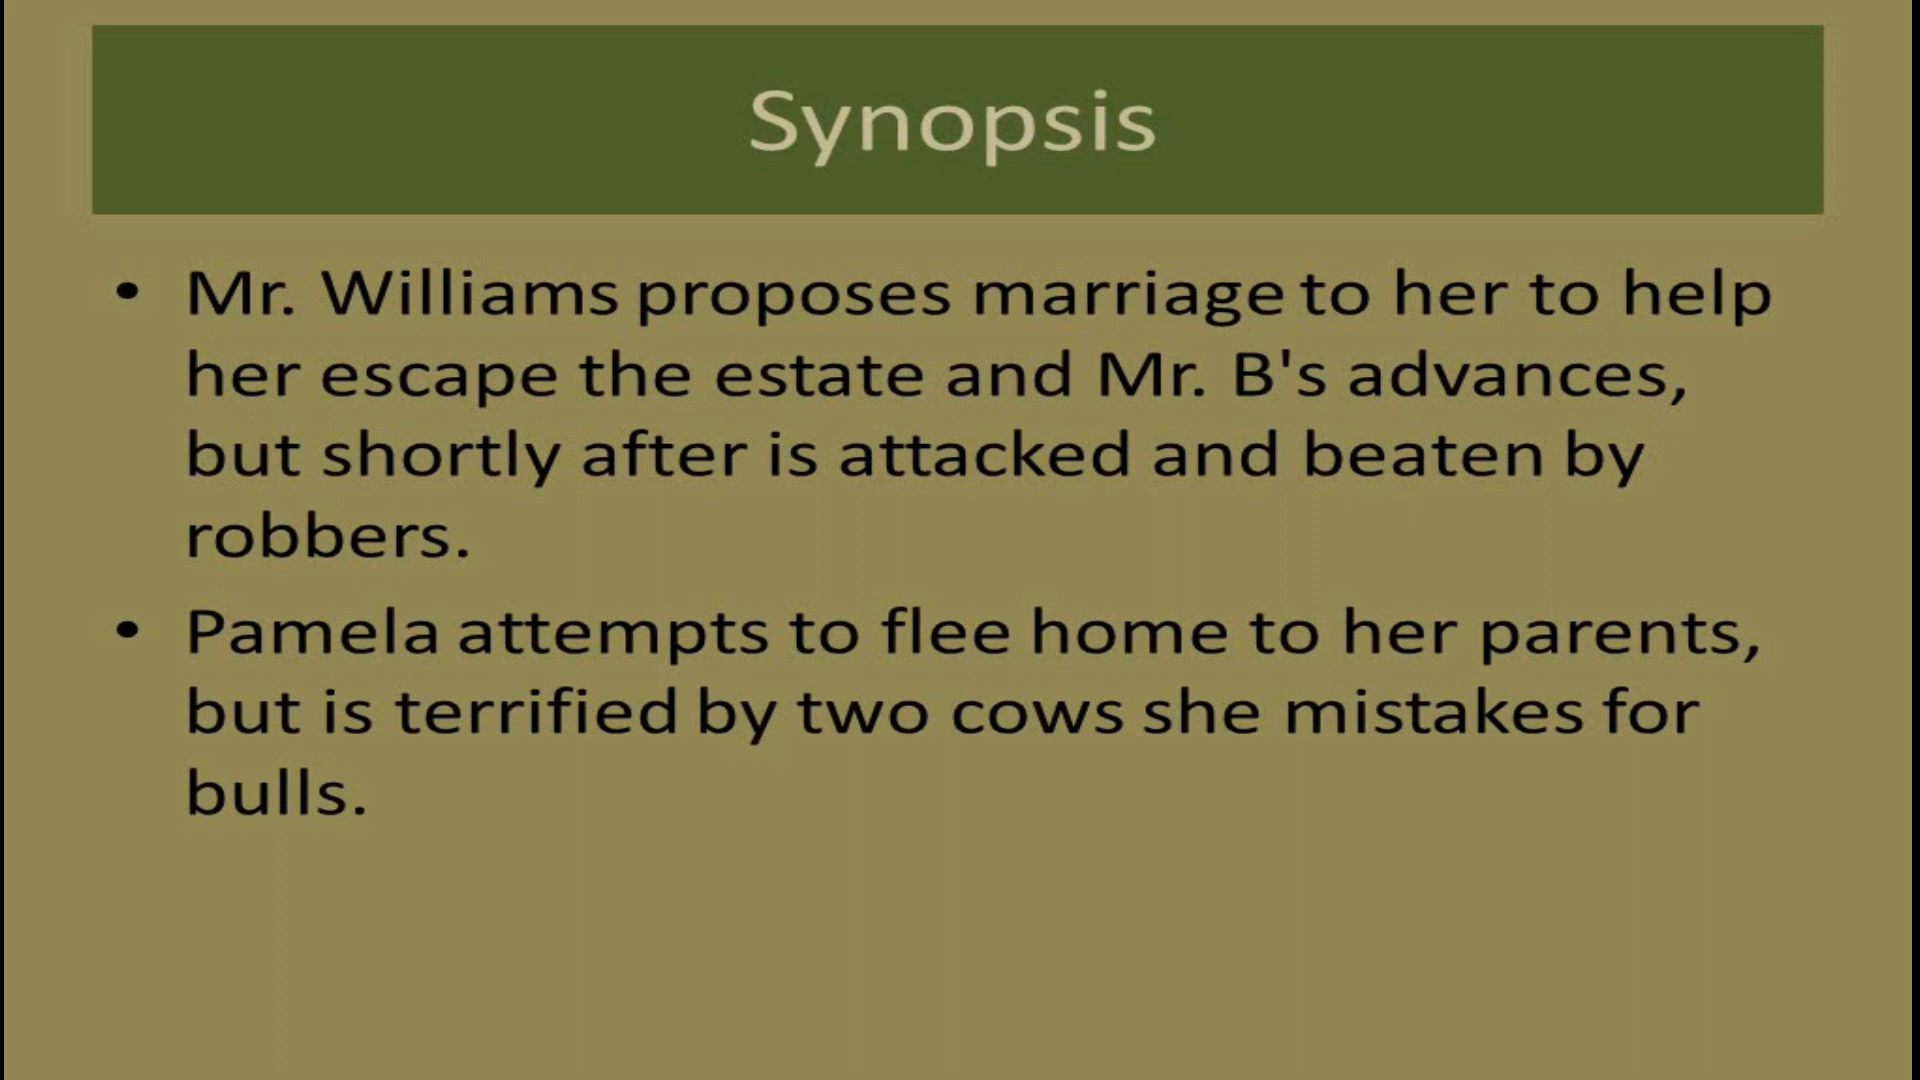 Synopsis
• Mr. Williams proposes marriage to her to help
her escape the estate and Mr. B's advances,
but shortly after is attacked and beaten by
robbers.
• Pamela attempts to flee home to her parents,
but is terrified by two cows she mistakes for
bulls.